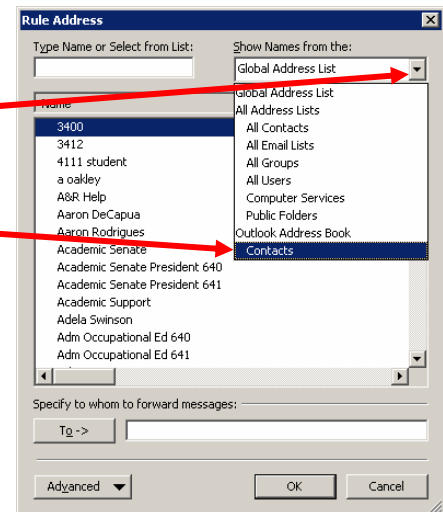 Rule Address
Type Name or Select from List:
Show Names from the:
Global Address List
Name
Global Address List
All Address Lists
All Contacts
All Email Lists
All Groups
All Users
Computer Services
Public Folders
Outlook Address Book
Contacts
3400
3412
4111 student
a oakley
A&R Help
Aaron DeCapua
Aaron Rodrigues
Academic Senate
Academic Senate President 640
Academic Senate President 641
Academic Support
Adela Swinson
Adm Occupational Ed 640
Adm Occupational Ed 641
Specify to whom to forward messages:
To ->
Advanced
OK
Cancel